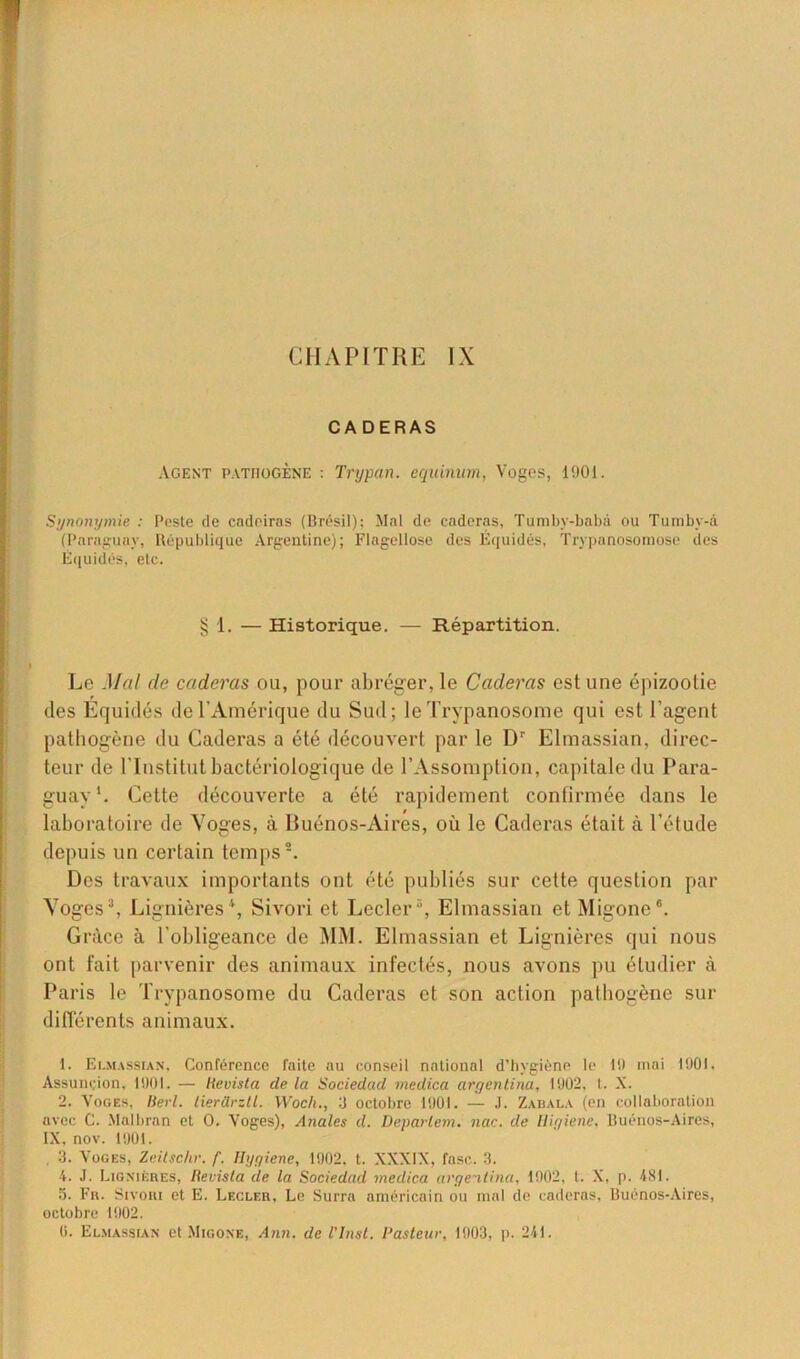 CHAPITRE IX
CADERAS
AGENT PATHOGÈNE : Trypan. equinum, Voges, 1901.
Synonymie : Peste de cadeiras (Brésil); Mal de caderas, Tumby-babá ou Tumby-á
(Paraguay, République Argentine); Flagellose des Équidés, Trypanosomose des
Équidés, etc.
§ 1. — Historique. — Répartition.
Le Mal de caderas ou, pour abréger, le Caderas est une épizootie
des Équidés de l'Amérique du Sud; le Trypanosome qui est l'agent
pathogène du Caderas a été découvert par le Dr Elmassian, direc-
teur de l'Institut bactériologique de l'Assomption, capitale du Para-
guay¹. Cette découverte a été rapidement confirmée dans le
laboratoire de Voges, à Buénos-Aires, où le Caderas était à l'étude
depuis un certain temps².
Des travaux importants ont été publiés sur cette question par
Voges³, Lignières⁴, Sivori et Lecler⁵, Elmassian et Migone⁶.
Grâce à l'obligeance de MM. Elmassian et Lignières qui nous
ont fait parvenir des animaux infectés, nous avons pu étudier à
Paris le Trypanosome du Caderas et son action pathogène sur
différents animaux.
1. ELMASSIAN, Conférence faite au conseil national d'hygiène le 19 mai 1901.
Assunçion, 1901. — Revista de la Sociedad medica argentina, 1902, t. X.
2. VOGES, Berl. tierärztl. Woch., 3 octobre 1901. — J. ZABALA (en collaboration
avec C. Malbran et O. Voges), Anales d. Departem. nac. de Higiene, Buénos-Aires,
IX, nov. 1901.
3. VOGES, Zeitschr. f. Hygiene, 1902, t. XXXIX, fasc. 3.
4. J. LIGNIÈRES, Revista de la Sociedad medica argentina, 1902, t. X, p. 481.
5. FR. SIVORI et E. LECLER, Le Surra américain ou mal de caderas, Buénos-Aires,
octobre 1902.
6. ELMASSIAN et MIGONE, Ann. de l'Inst. Pasteur, 1903, p. 241.